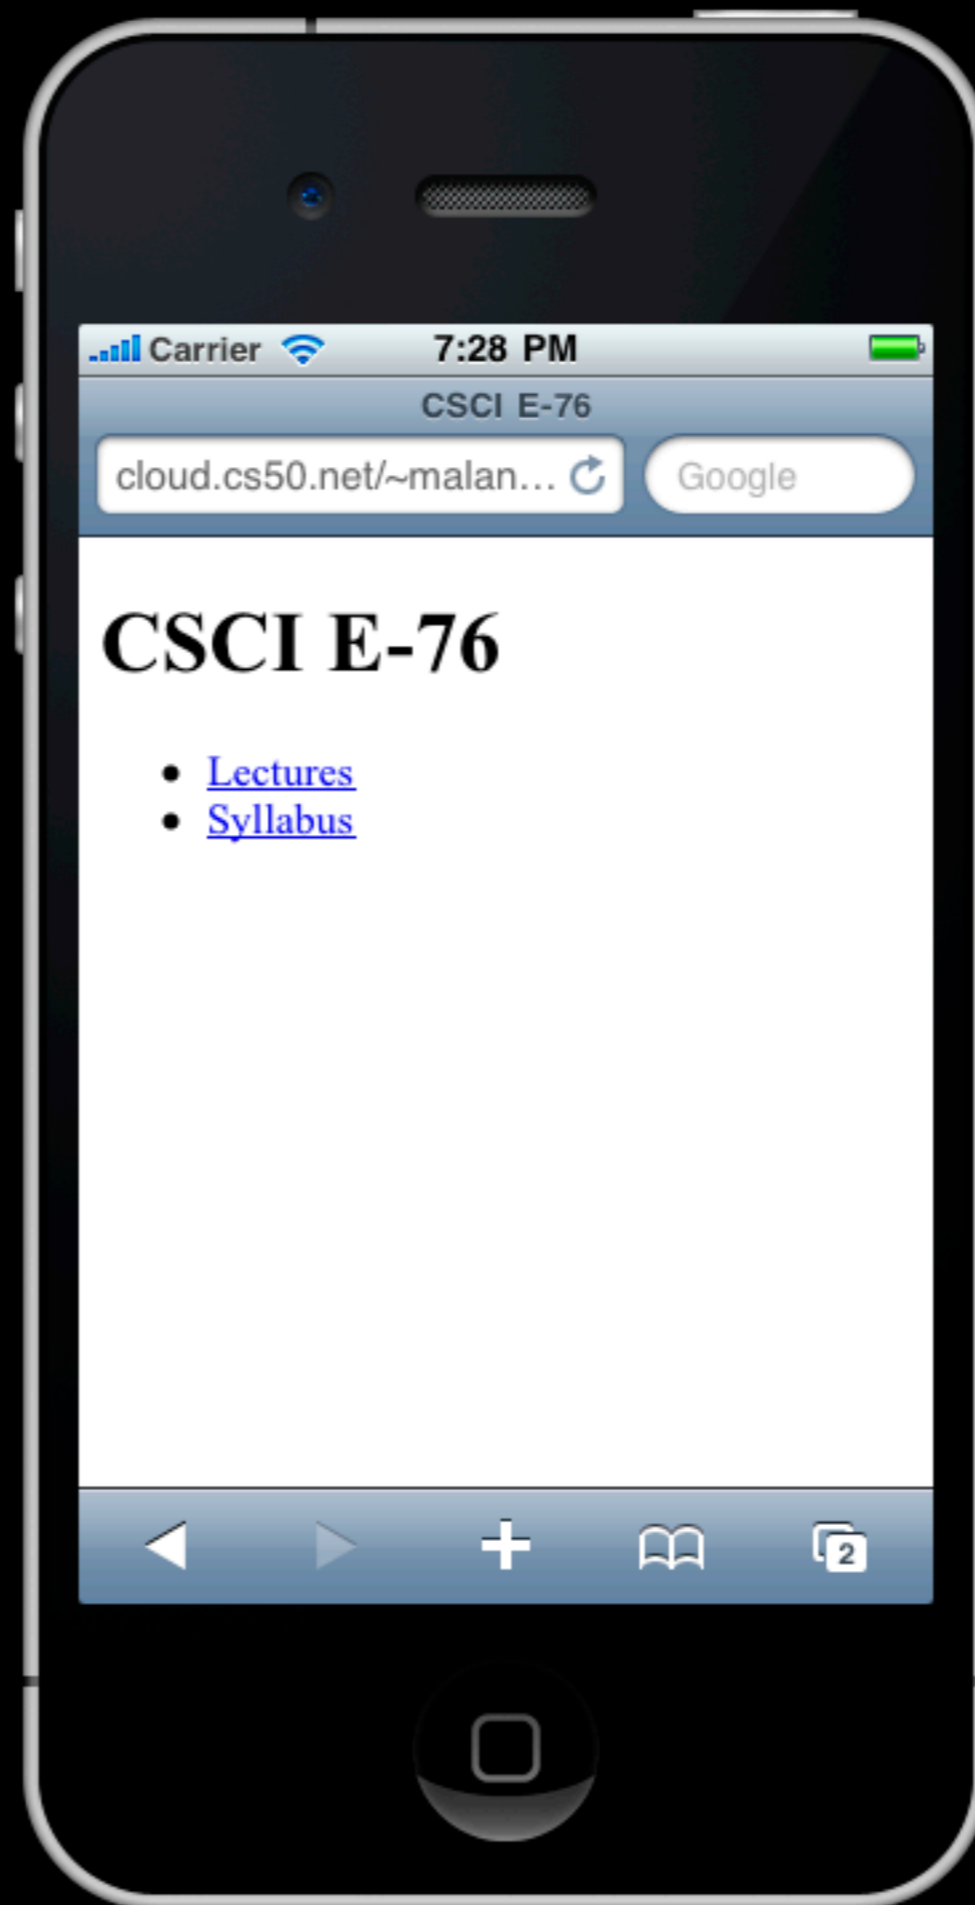 Carrier 7:28 PM
CSCI E-76
cloud.cs50.net/~malan... Google
CSCI E-76
• Lectures
• Syllabus
2